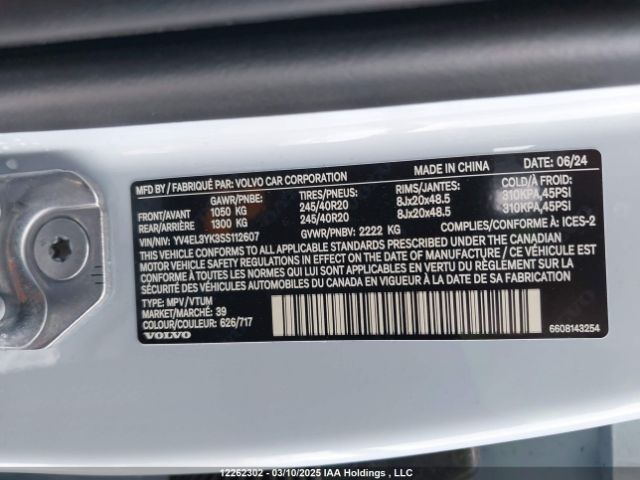 MFD BY / FABRIQUÉ PAR: VOLVO CAR CORPORATION MADE IN CHINA DATE: 06/24
GAWR/PNBE: TIRES/PNEUS: RIMS/JANTES: COLD/À FROID:
FRONT/AVANT 1050 KG 245/40R20 8Jx20x48.5 310KPA,45PSI
REAR/ARRIÈRE 1300 KG 245/40R20 8Jx20x48.5 310KPA,45PSI
GVWR/PNBV: 2222 KG COMPLIES/CONFORME À: ICES-2
VIN/NIV: YV4EL3YK3SS112607
THIS VEHICLE CONFORMS TO ALL APPLICABLE STANDARDS PRESCRIBED UNDER THE CANADIAN
MOTOR VEHICLE SAFETY REGULATIONS IN EFFECT ON THE DATE OF MANUFACTURE / CE VÉHICULE EST
CONFORME À TOUTES LES NORMES QUI LUI SONT APPLICABLES EN VERTU DU RÈGLEMENT SUR LA
SÉCURITÉ DES VÉHICULES AUTOMOBILES DU CANADA EN VIGUEUR À LA DATE DE SA FABRICATION
TYPE: MPV/VTUM
MARKET/MARCHÉ: 39
COLOUR/COULEUR: 626/717
VOLVO
6608143254
12262302 - 03/10/2025 IAA Holdings , LLC